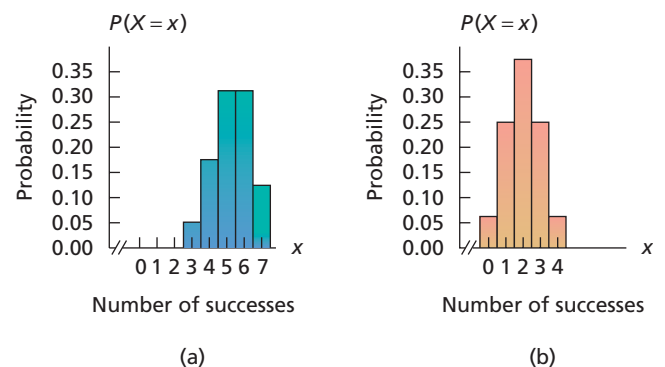 P(X = x)
Probability
0.35
0.30
0.25
0.20
0.15
0.10
0.05
0.00
0 1 2 3 4 5 6 7
x
Number of successes
(a)
P(X = x)
Probability
0.35
0.30
0.25
0.20
0.15
0.10
0.05
0.00
0 1 2 3 4
x
Number of successes
(b)